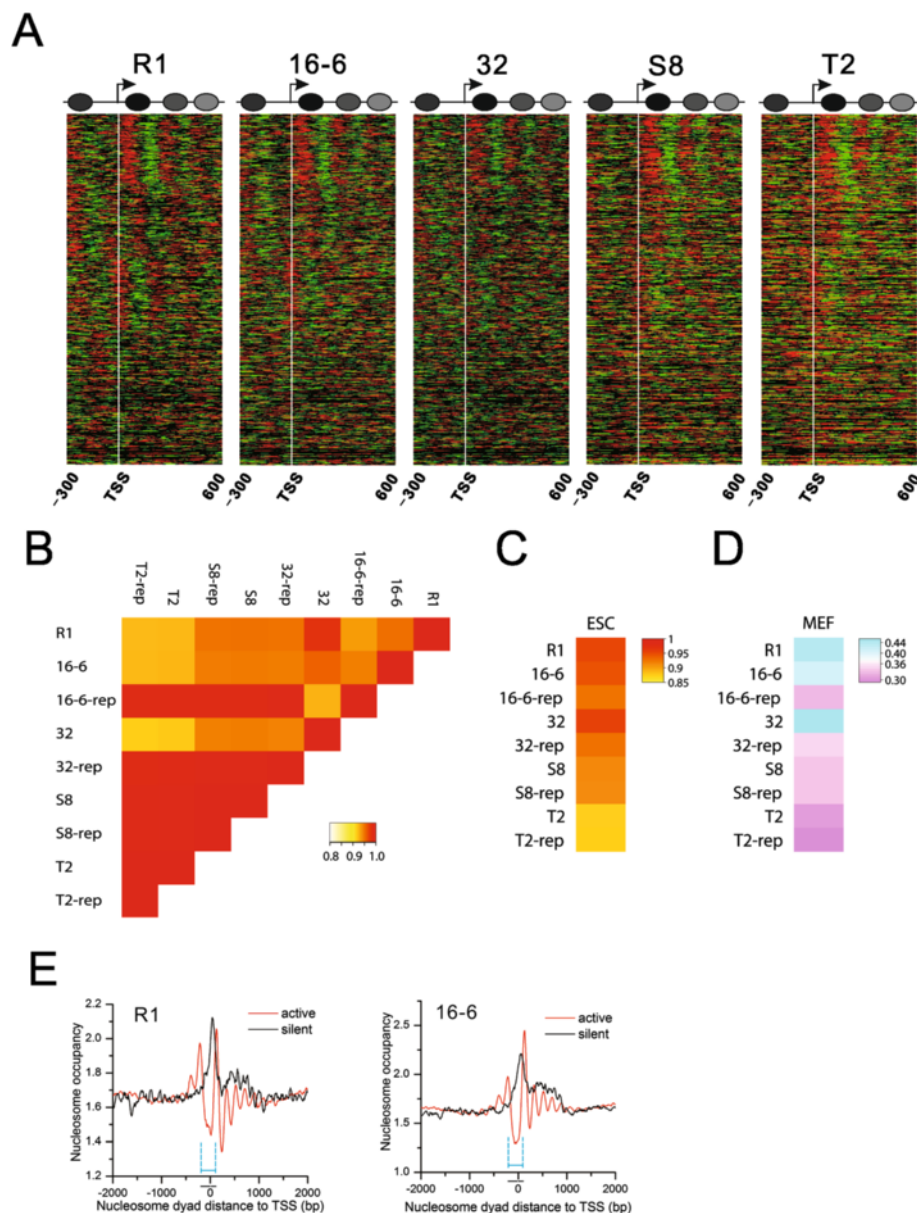 A
R1 16-6 32 S8 T2
-300 TSS 600 -300 TSS 600 -300 TSS 600 -300 TSS 600 -300 TSS 600
B
T2-rep T2 S8-rep S8 32-rep 32 16-6-rep 16-6 R1
R1
16-6
16-6-rep
32
32-rep
S8
S8-rep
T2
T2-rep
0.8 0.9 1.0
C
ESC
R1
16-6
16-6-rep
32
32-rep
S8
S8-rep
T2
T2-rep
1
0.95
0.9
0.85
D
MEF
R1
16-6
16-6-rep
32
32-rep
S8
S8-rep
T2
T2-rep
0.44
0.40
0.36
0.30
E
R1
active
silent
Nucleosome occupancy
2.2
2.0
1.8
1.6
1.4
1.2
-2000 -1000 0 1000 2000
Nucleosome dyad distance to TSS (bp)
16-6
active
silent
Nucleosome occupancy
2.5
2.0
1.5
1.0
-2000 -1000 0 1000 2000
Nucleosome dyad distance to TSS (bp)